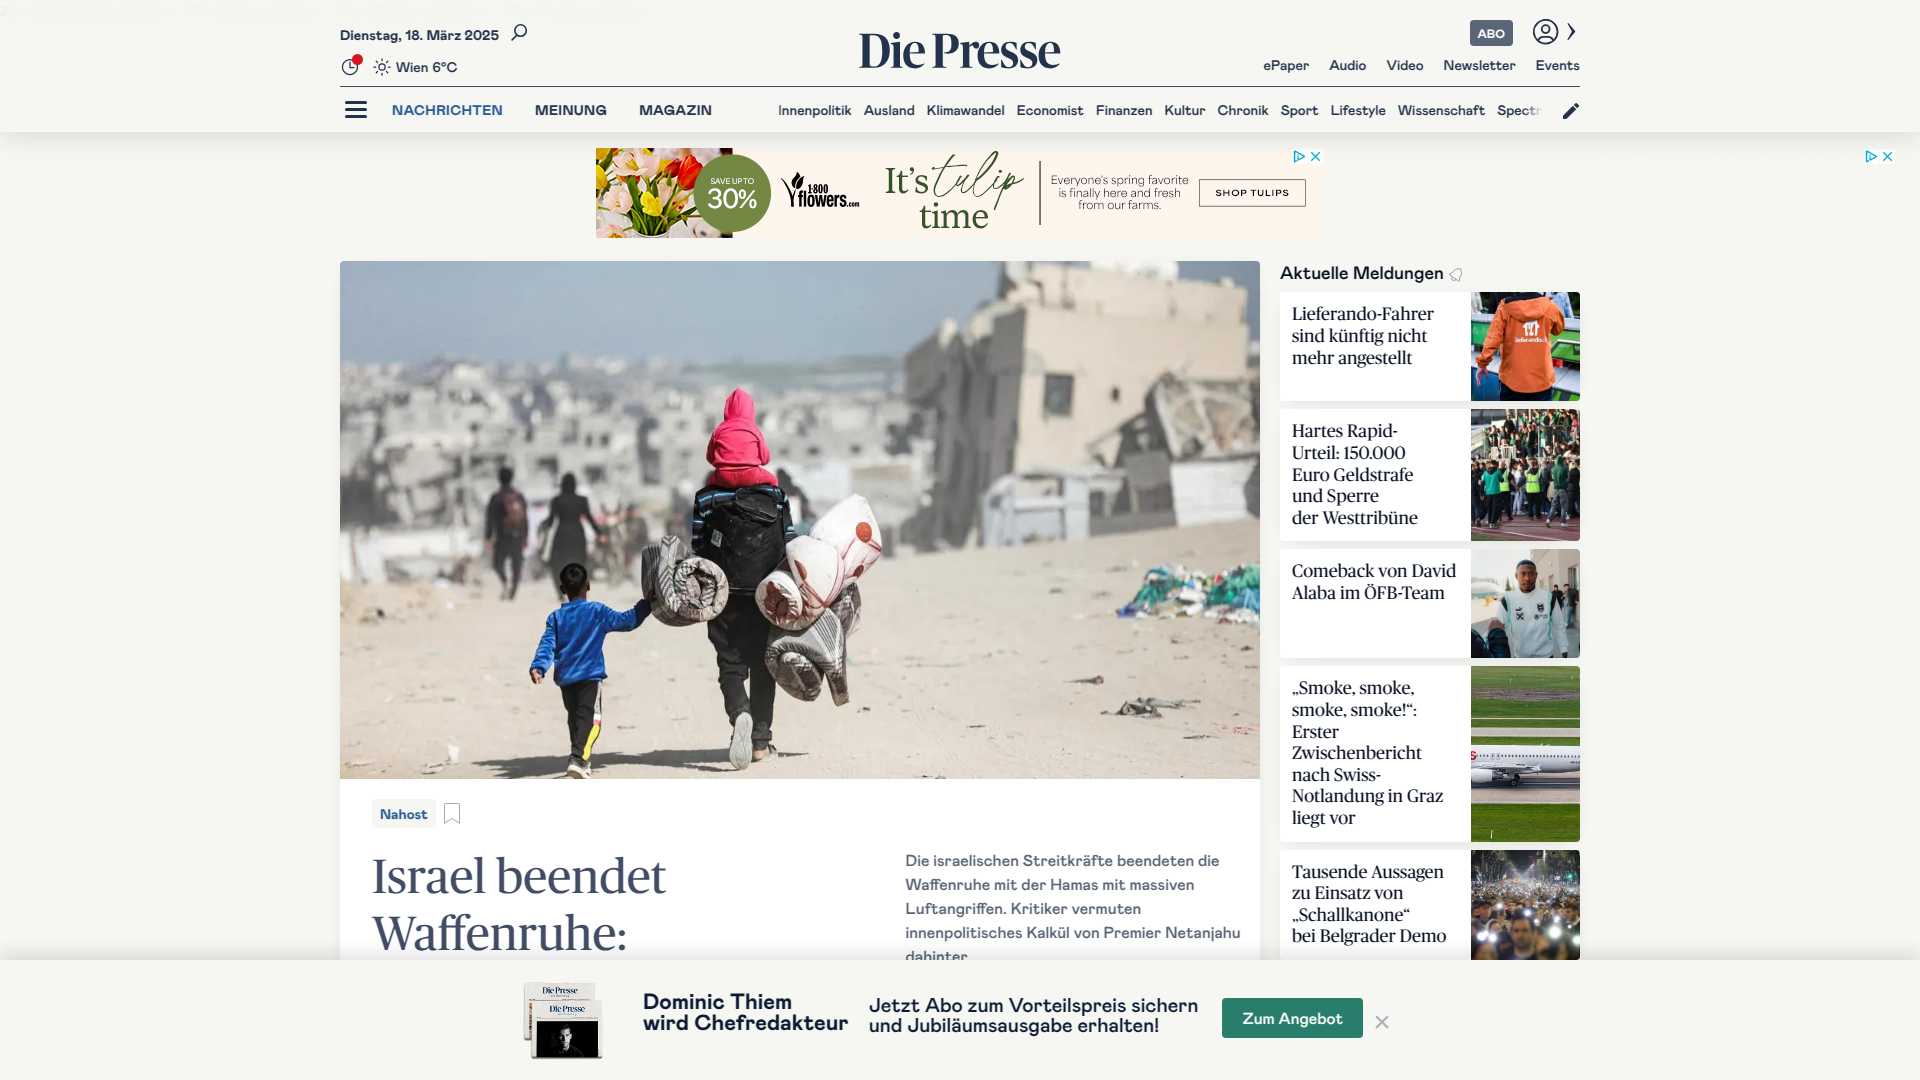 Dienstag, 18. März 2025
Wien 6°C
Die Presse
ABO
ePaper Audio Video Newsletter Events
NACHRICHTEN MEINUNG MAGAZIN
Innenpolitik Ausland Klimawandel Economist Finanzen Kultur Chronik Sport Lifestyle Wissenschaft Spectr
SAVE UP TO
30%
1·800
flowers.com
It's tulip
time
Everyone's spring favorite
is finally here and fresh
from our farms.
SHOP TULIPS
Aktuelle Meldungen
Lieferando-Fahrer
sind künftig nicht
mehr angestellt
Hartes Rapid-
Urteil: 150.000
Euro Geldstrafe
und Sperre
der Westtribüne
Comeback von David
Alaba im ÖFB-Team
„Smoke, smoke,
smoke, smoke!“:
Erster
Zwischenbericht
nach Swiss-
Notlandung in Graz
liegt vor
Tausende Aussagen
zu Einsatz von
„Schallkanone“
bei Belgrader Demo
Nahost
Israel beendet
Waffenruhe:
Die israelischen Streitkräfte beendeten die
Waffenruhe mit der Hamas mit massiven
Luftangriffen. Kritiker vermuten
innenpolitisches Kalkül von Premier Netanjahu
dahinter.
Die Presse
Die Presse
Dominic Thiem
wird Chefredakteur
Jetzt Abo zum Vorteilspreis sichern
und Jubiläumsausgabe erhalten!
Zum Angebot